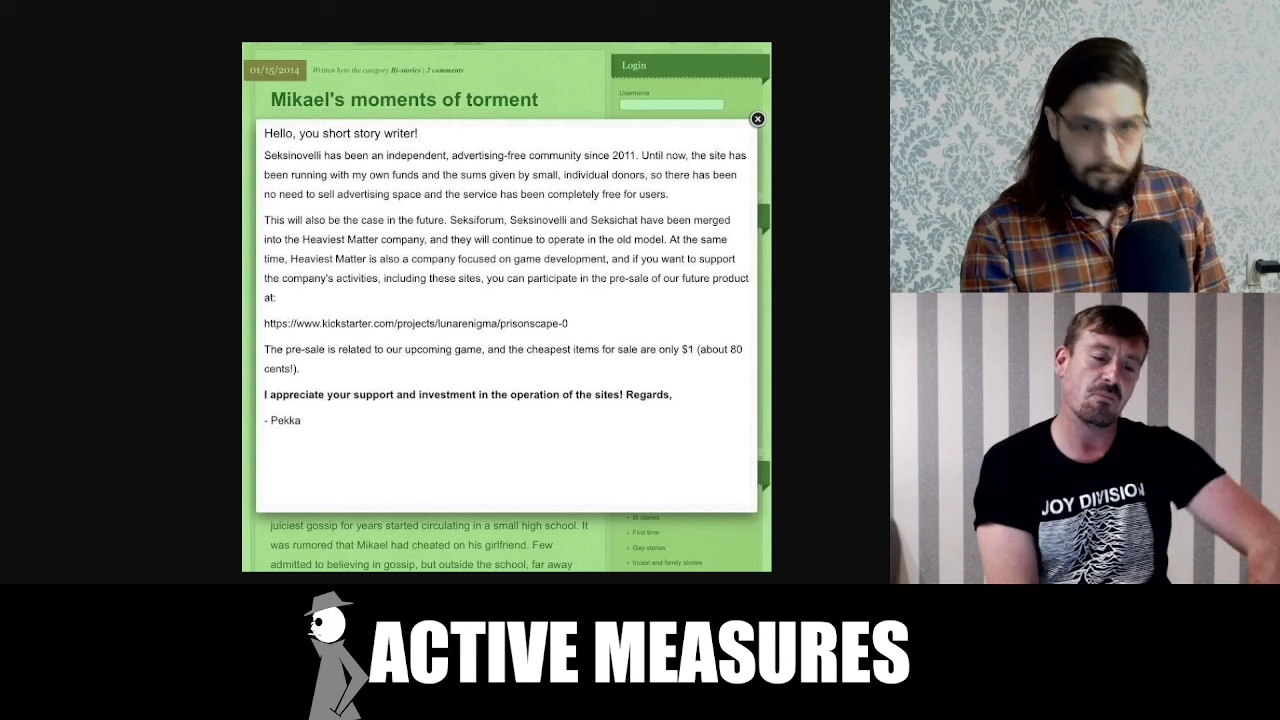 01/15/2014
Written byto the category Bi-stories | 2 comments
Login
Username
Mikael's moments of torment
Hello, you short story writer!
Seksinovelli has been an independent, advertising-free community since 2011. Until now, the site has
been running with my own funds and the sums given by small, individual donors, so there has been
no need to sell advertising space and the service has been completely free for users.
This will also be the case in the future. Seksiforum, Seksinovelli and Seksichat have been merged
into the Heaviest Matter company, and they will continue to operate in the old model. At the same
time, Heaviest Matter is also a company focused on game development, and if you want to support
the company's activities, including these sites, you can participate in the pre-sale of our future product
at:
https://www.kickstarter.com/projects/lunarenigma/prisonscape-0
The pre-sale is related to our upcoming game, and the cheapest items for sale are only $1 (about 80
cents!).
I appreciate your support and investment in the operation of the sites! Regards,
- Pekka
juiciest gossip for years started circulating in a small high school. It
was rumored that Mikael had cheated on his girlfriend. Few
admitted to believing in gossip, but outside the school, far away
Bi stories
First time
Gay stories
Incest and family stories
JOY DIVISION
ACTIVE MEASURES